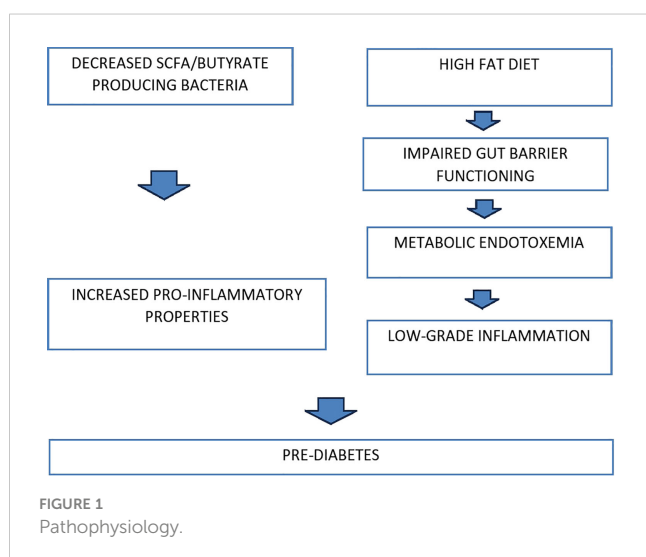 DECREASED SCFA/BUTYRATE
PRODUCING BACTERIA
INCREASED PRO-INFLAMMATORY
PROPERTIES
HIGH FAT DIET
IMPAIRED GUT BARRIER
FUNCTIONING
METABOLIC ENDOTOXEMIA
LOW-GRADE INFLAMMATION
PRE-DIABETES
FIGURE 1
Pathophysiology.